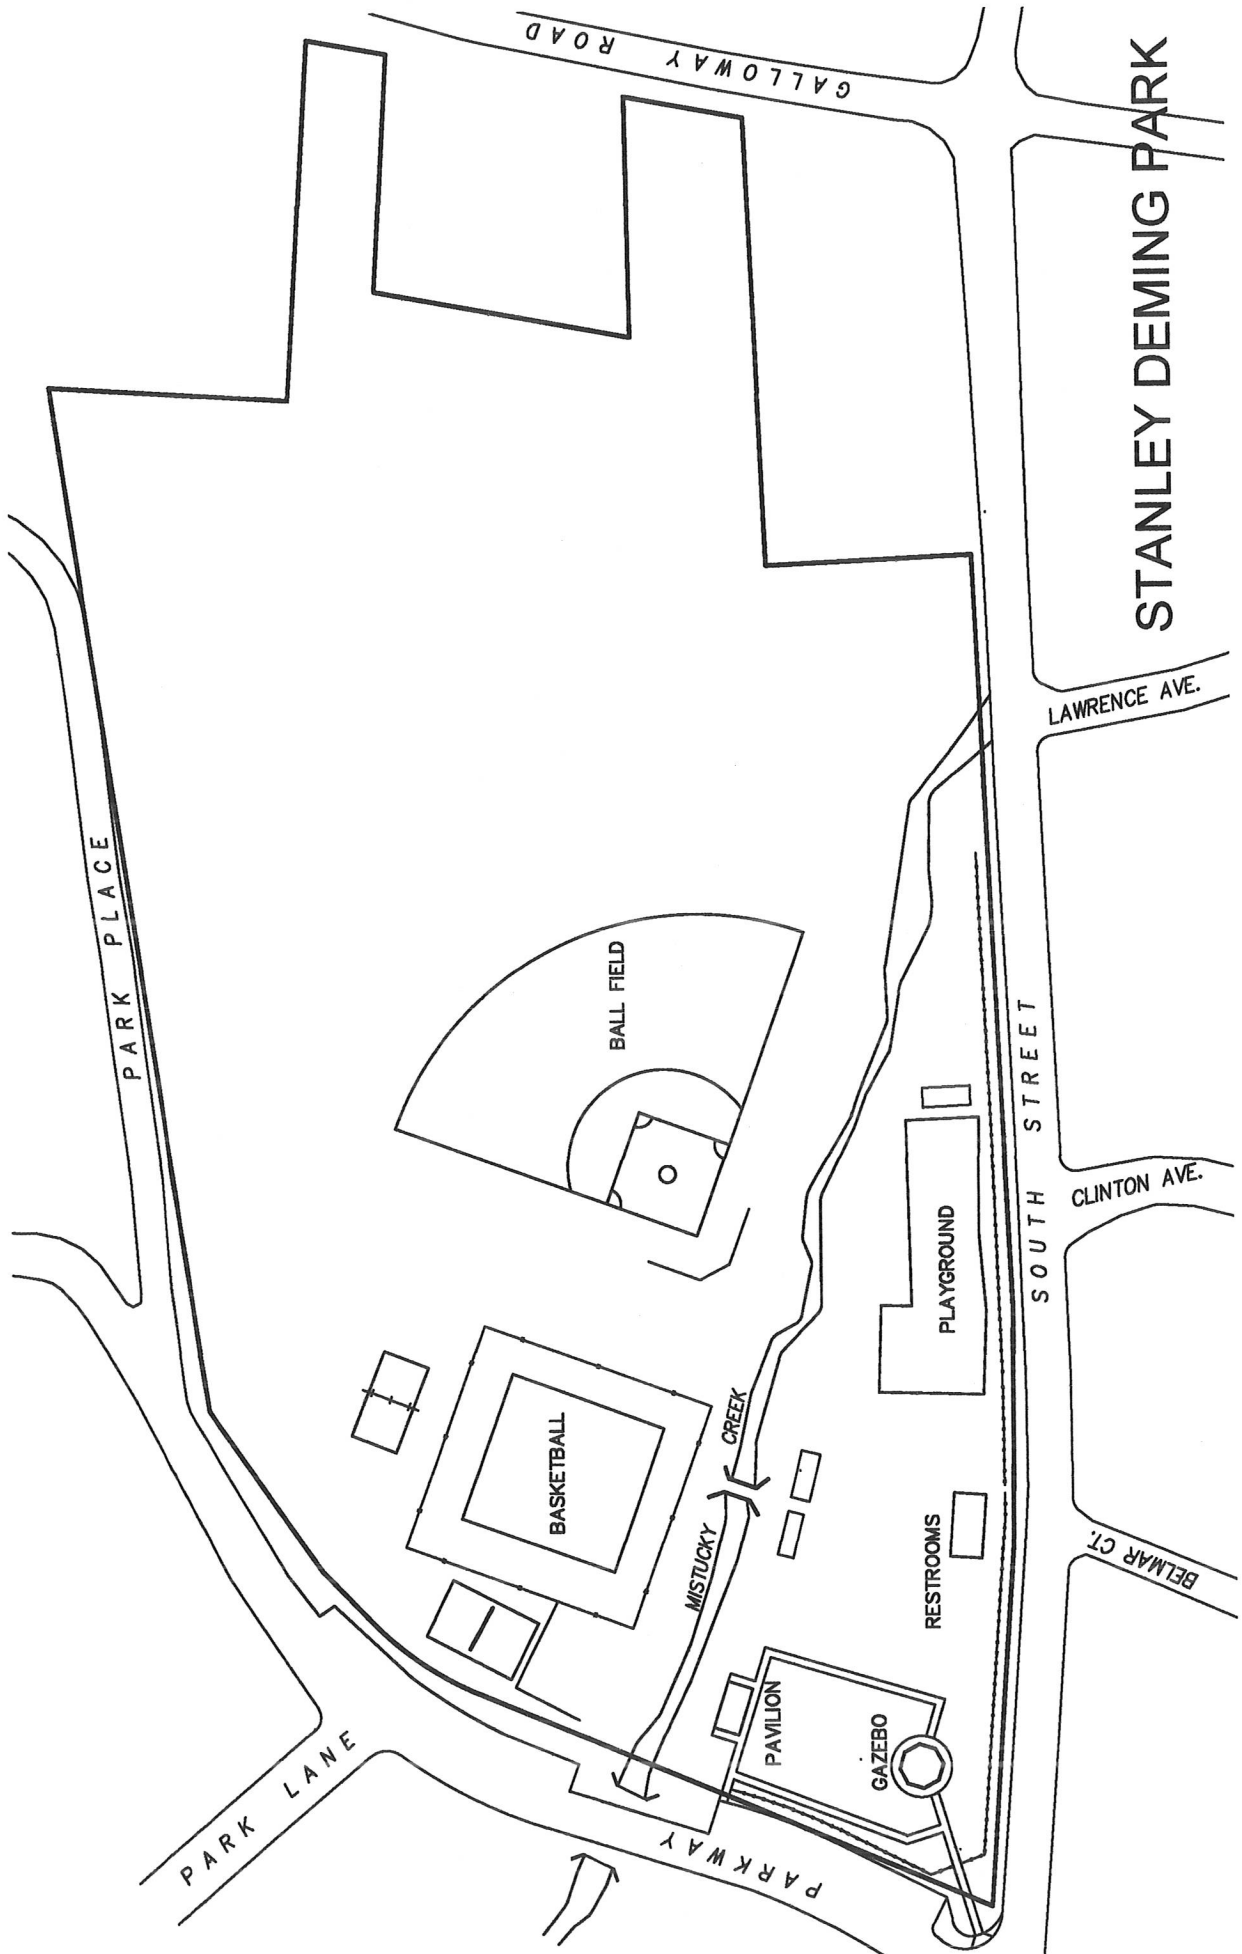 STANLEY DEMING PARK
GALLOWAY ROAD
PARK PLACE
PARK LANE
PARKWAY
SOUTH STREET
LAWRENCE AVE.
CLINTON AVE.
BELMAR CT.
BALL FIELD
BASKETBALL
MISTUCKY CREEK
PLAYGROUND
RESTROOMS
PAVILION
GAZEBO